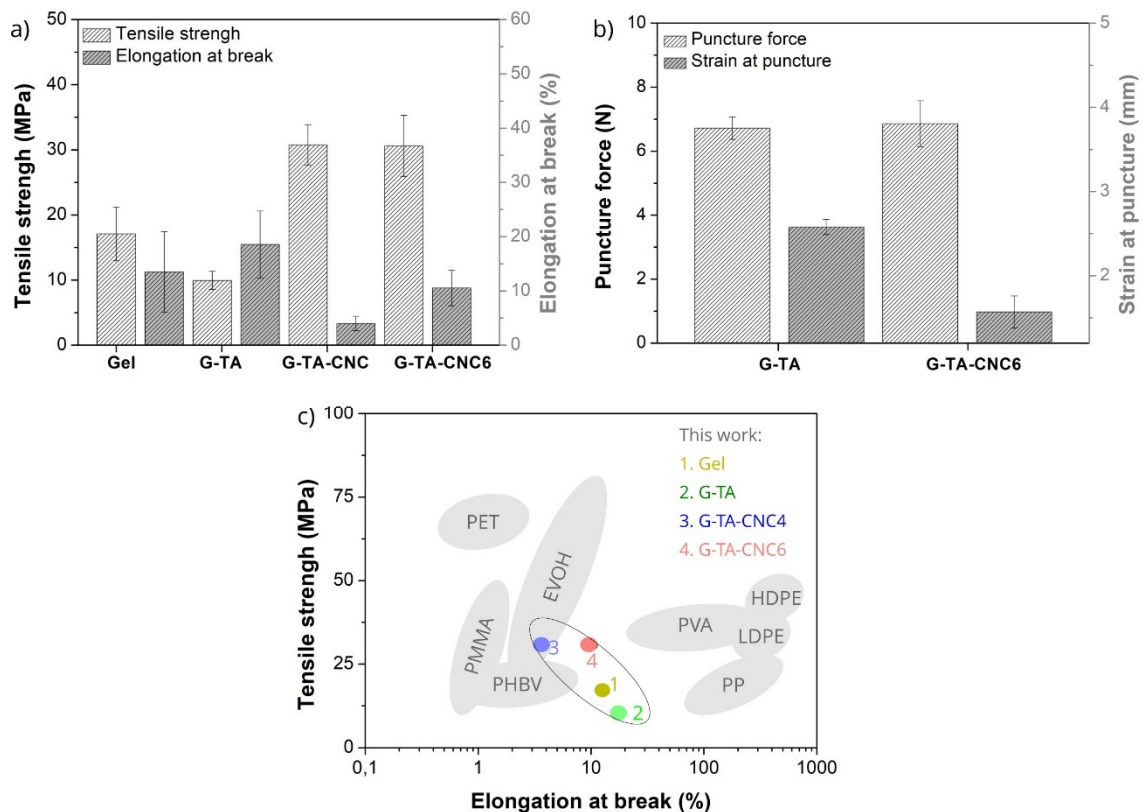 a)
Tensile strengh
Elongation at break
Tensile strengh (MPa)
50
40
30
20
10
0
60
50
40
30
20
10
0
Elongation at break (%)
Gel
G-TA
G-TA-CNC
G-TA-CNC6
b)
Puncture force
Strain at puncture
Puncture force (N)
10
8
6
4
2
0
5
4
3
2
Strain at puncture (mm)
G-TA
G-TA-CNC6
c)
Tensile strengh (MPa)
100
75
50
25
0
This work:
1. Gel
2. G-TA
3. G-TA-CNC4
4. G-TA-CNC6
PET
EVOH
PMMA
PHBV
PVA
HDPE
LDPE
PP
3
4
1
2
0,1
1
10
100
1000
Elongation at break (%)